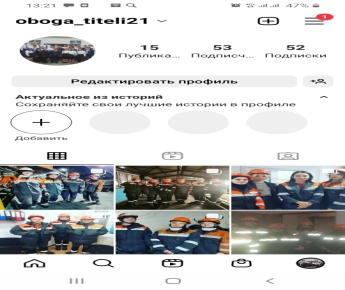 13:21 47%
oboga_titeli21 1
15 53 52
Публика... Подписч... Подписки
Редактировать профиль
Актуальное из историй
Сохраняйте свои лучшие истории в профиле
Добавить